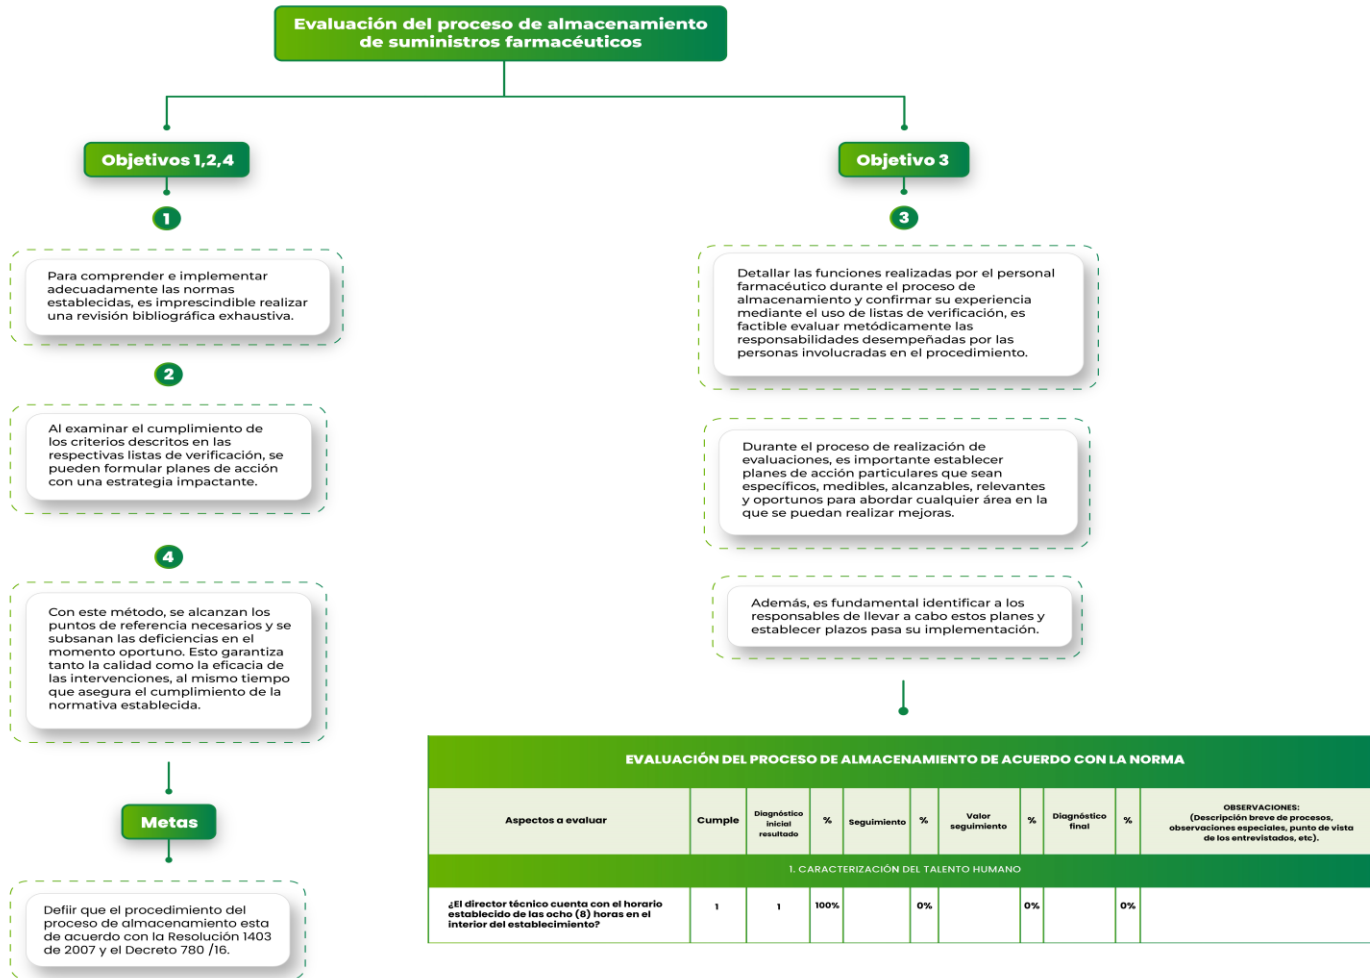 Evaluación del proceso de almacenamiento
de suministros farmacéuticos
Objetivos 1,2,4
1
Para comprender e implementar
adecuadamente las normas
establecidas, es imprescindible realizar
una revisión bibliográfica exhaustiva.
2
Al examinar el cumplimiento de
los criterios descritos en las
respectivas listas de verificación, se
pueden formular planes de acción
con una estrategia impactante.
4
Con este método, se alcanzan los
puntos de referencia necesarios y se
subsanan las deficiencias en el
momento oportuno. Esto garantiza
tanto la calidad como la eficacia de
las intervenciones, al mismo tiempo
que asegura el cumplimiento de la
normativa establecida.
Metas
Defiir que el procedimiento del
proceso de almacenamiento esta
de acuerdo con la Resolución 1403
de 2007 y el Decreto 780 /16.
Objetivo 3
3
Detallar las funciones realizadas por el personal
farmacéutico durante el proceso de
almacenamiento y confirmar su experiencia
mediante el uso de listas de verificación, es
factible evaluar metódicamente las
responsabilidades desempeñadas por las
personas involucradas en el procedimiento.
Durante el proceso de realización de
evaluaciones, es importante establecer
planes de acción particulares que sean
específicos, medibles, alcanzables, relevantes
y oportunos para abordar cualquier área en la
que se puedan realizar mejoras.
Además, es fundamental identificar a los
responsables de llevar a cabo estos planes y
establecer plazos pasa su implementación.
EVALUACIÓN DEL PROCESO DE ALMACENAMIENTO DE ACUERDO CON LA NORMA
Aspectos a evaluar
Cumple
Diagnóstico
inicial
resultado
%
Seguimiento
%
Valor
seguimiento
%
Diagnóstico
final
%
OBSERVACIONES:
(Descripción breve de procesos,
observaciones especiales, punto de vista
de los entrevistados, etc).
1. CARACTERIZACIÓN DEL TALENTO HUMANO
¿El director técnico cuenta con el horario
establecido de las ocho (8) horas en el
interior del establecimiento?
1
1
100%
0%
0%
0%